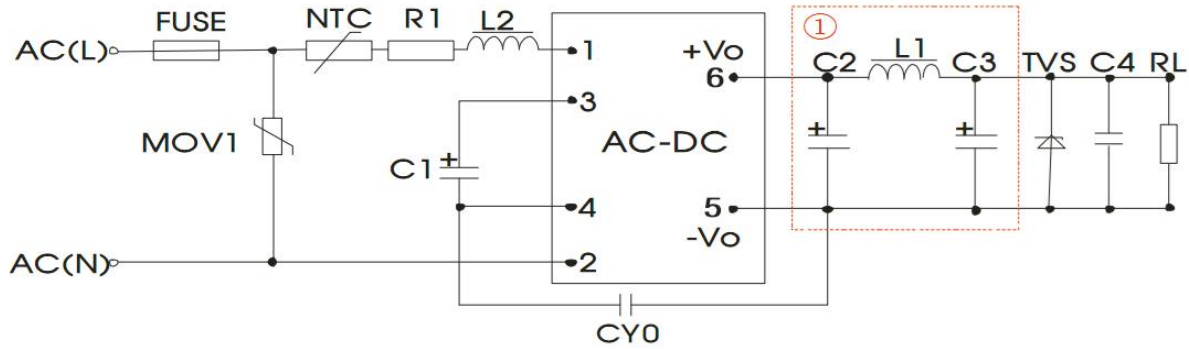 FUSE NTC R1 L2
AC(L)
MOV1
AC(N)
1
3
4
2
C1
AC-DC
+Vo
6
5
-Vo
CY0
①
C2 L1 C3 TVS C4 RL
+
+
+